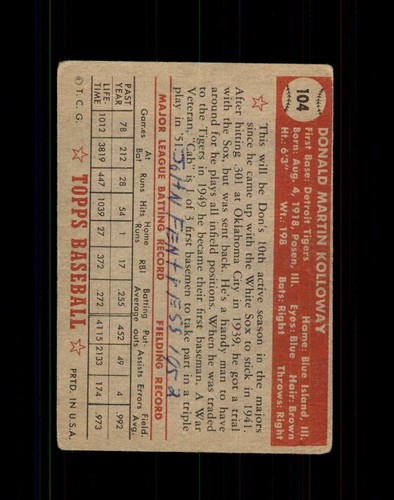 104
DONALD MARTIN KOLLOWAY
First Base: Detroit Tigers Home: Blue Island, Ill.
Born: Aug. 4, 1918, Posen, Ill. Eyes: Blue Hair: Brown
Ht.: 6'3" Wt.: 198 Bats: Right Throws: Right
This will be Don's 10th active season in the majors
since he came up with the White Sox to stick in 1941.
After hitting .301 at Oklahoma City in 1939, he got a trial
with the Sox but was sent back. He's a handy man to have
around for he plays all infield positions. When he was traded
to the Tigers in 1949 he became their first baseman. A War
Veteran, "Cab" is 1 of 3 first basemen to take part in a triple
play in '51.
JOHN FENTRESS 1952
MAJOR LEAGUE BATTING RECORD FIELDING RECORD
Games At Bat Runs Hits Home Runs RBI Batting Average Put-outs Assists Errors Field. Avg.
PAST YEAR 78 212 28 54 1 17 .255 452 49 4 .992
LIFE-TIME 1012 3819 447 1039 27 372 .272 4115 2133 174 .973
© T. C. G. TOPPS BASEBALL PRTD. IN U.S.A.